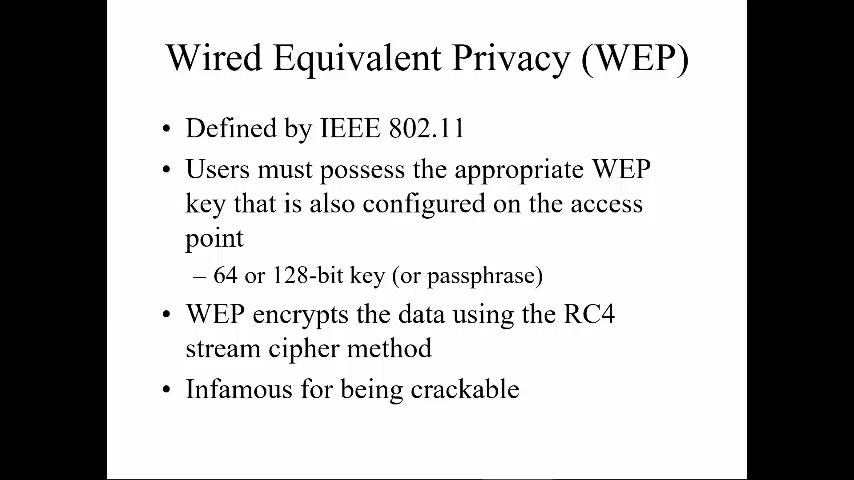 Wired Equivalent Privacy (WEP)
• Defined by IEEE 802.11
• Users must possess the appropriate WEP
key that is also configured on the access
point
– 64 or 128-bit key (or passphrase)
• WEP encrypts the data using the RC4
stream cipher method
• Infamous for being crackable